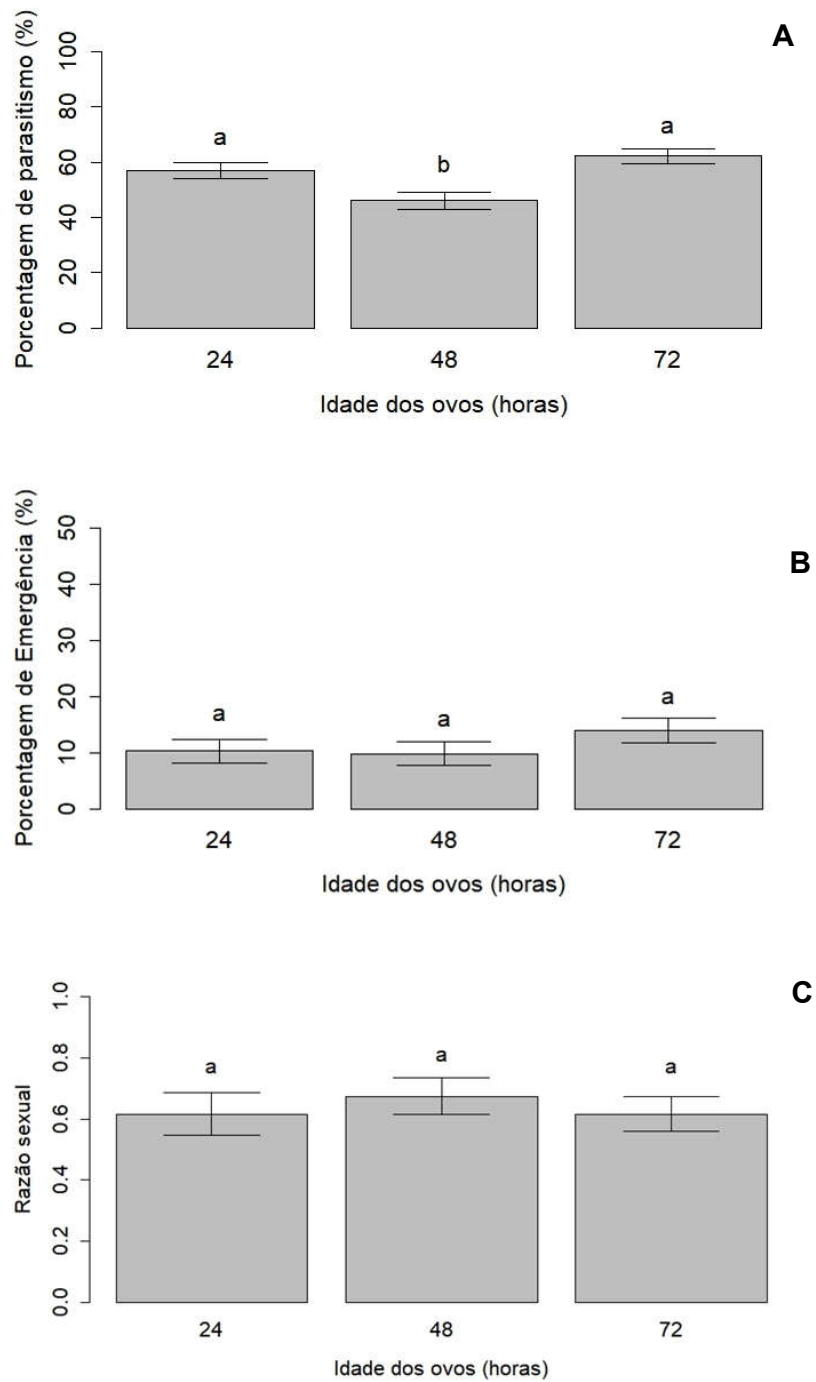 A
Porcentagem de parasitismo (%)
100
80
60
40
20
0
a
b
a
24
48
72
Idade dos ovos (horas)
B
Porcentagem de Emergência (%)
50
40
30
20
10
0
a
a
a
24
48
72
Idade dos ovos (horas)
C
Razão sexual
1.0
0.8
0.6
0.4
0.2
0.0
a
a
a
24
48
72
Idade dos ovos (horas)